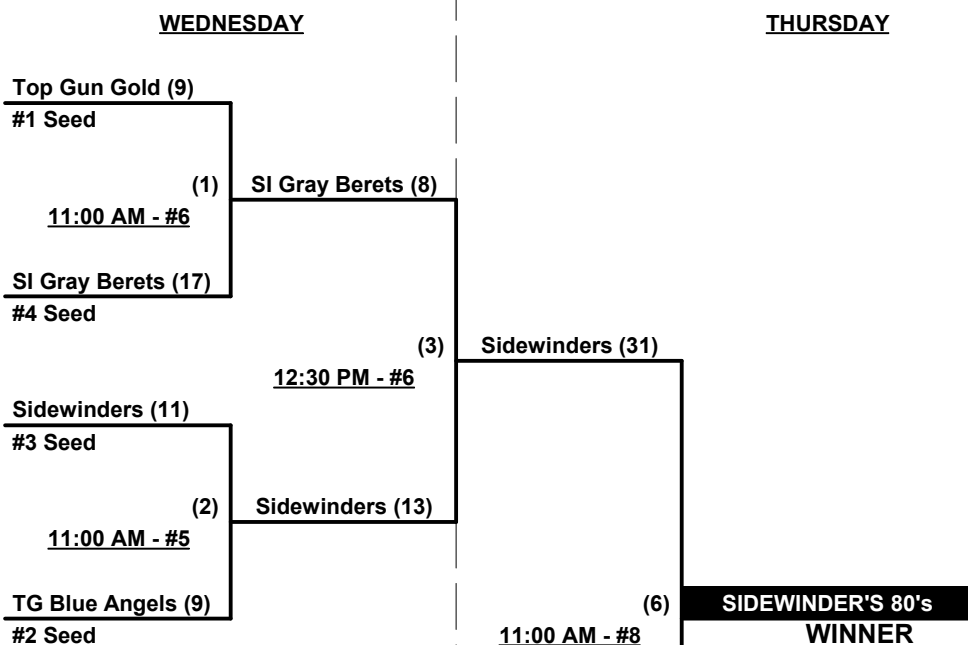 WEDNESDAY
THURSDAY
Top Gun Gold (9)
#1 Seed
(1)
SI Gray Berets (8)
11:00 AM - #6
SI Gray Berets (17)
#4 Seed
(3)
Sidewinders (31)
12:30 PM - #6
Sidewinders (11)
#3 Seed
(2)
Sidewinders (13)
11:00 AM - #5
TG Blue Angels (9)
(6)
SIDEWINDER'S 80's
#2 Seed
11:00 AM - #8
WINNER